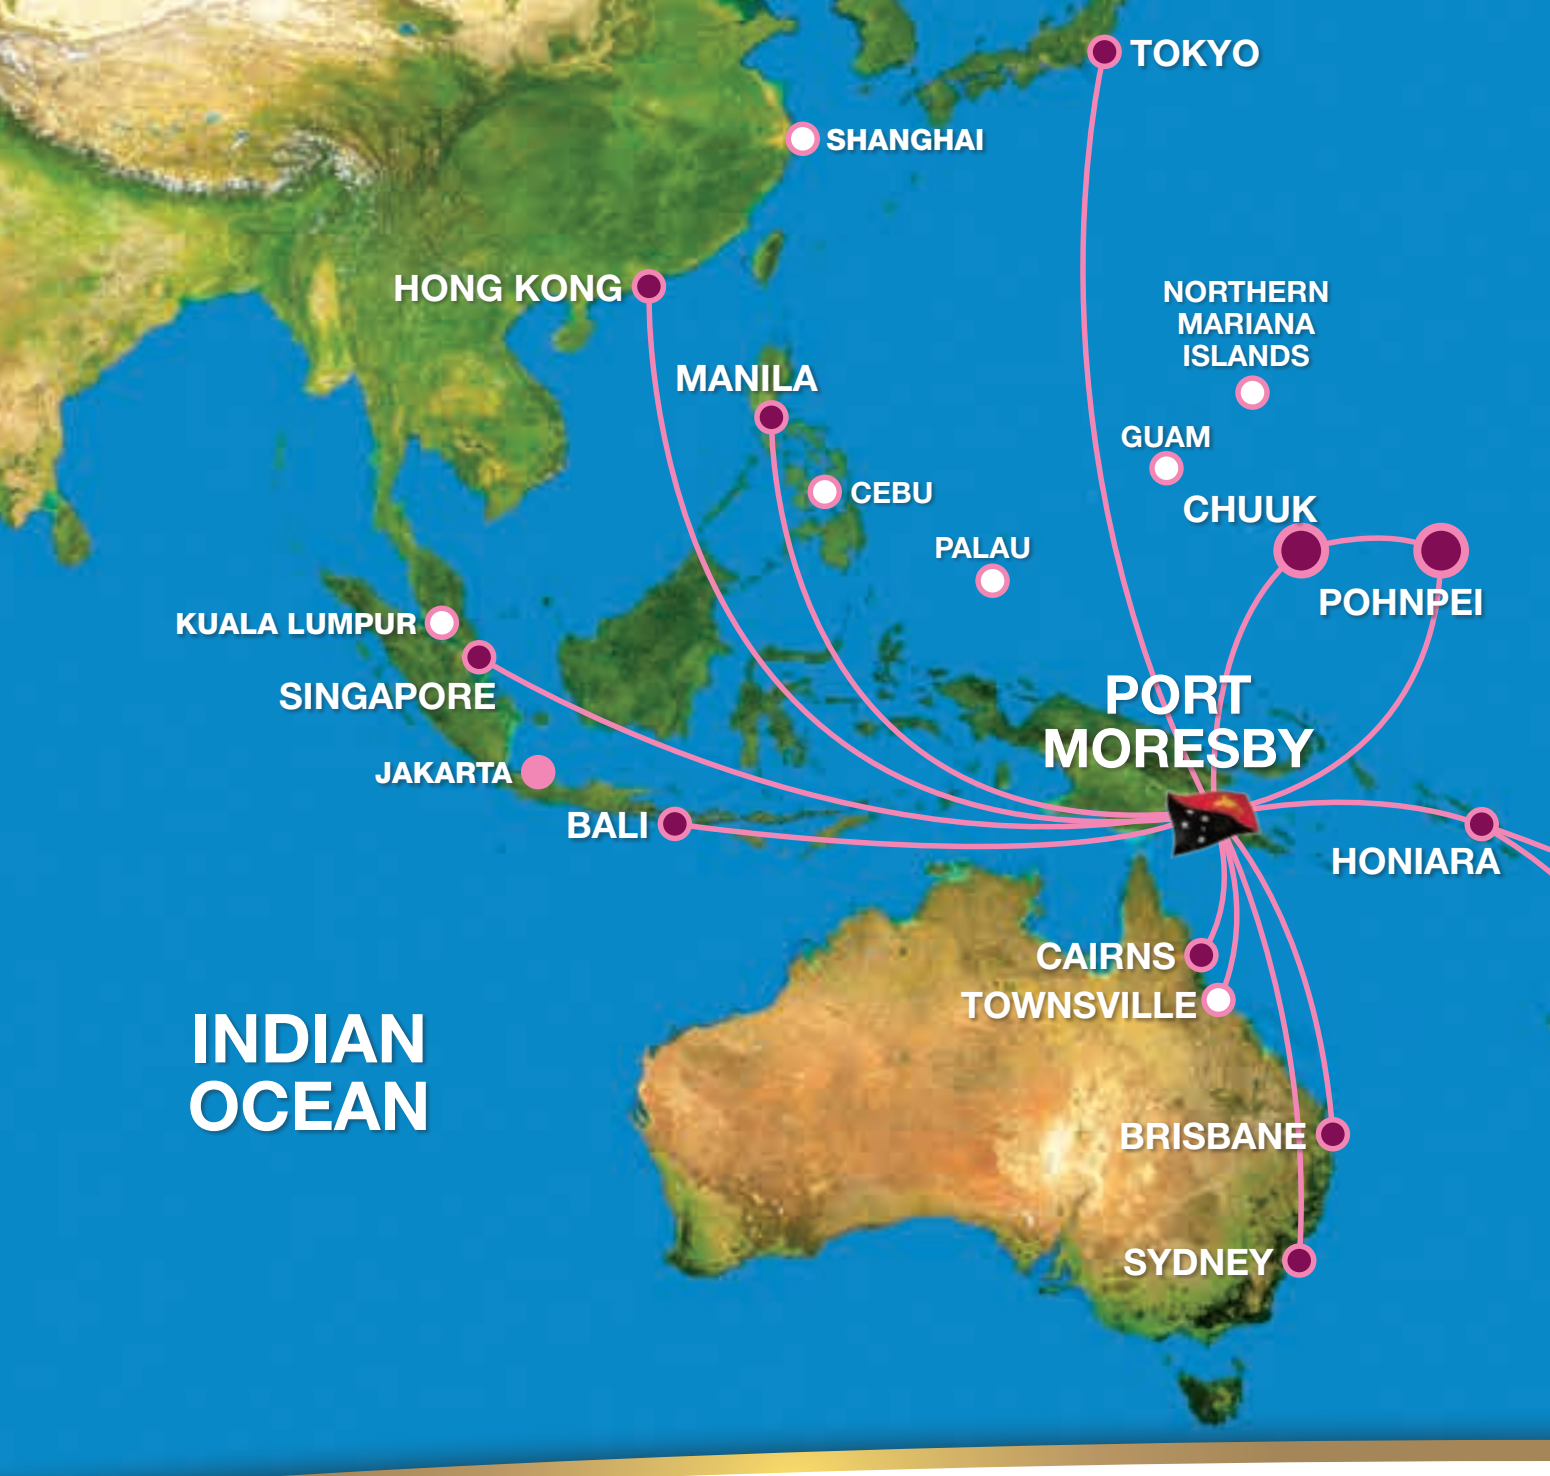 TOKYO
SHANGHAI
HONG KONG
NORTHERN
MARIANA
ISLANDS
MANILA
GUAM
CEBU
CHUUK
PALAU
POHNPEI
KUALA LUMPUR
SINGAPORE
PORT
MORESBY
JAKARTA
BALI
HONIARA
CAIRNS
TOWNSVILLE
INDIAN
OCEAN
BRISBANE
SYDNEY